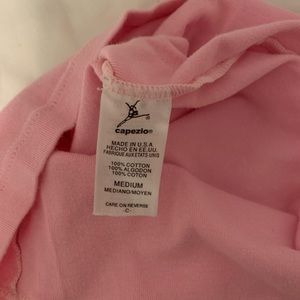 capezio®
MADE IN U.S.A.
HECHO EN EE.UU.
FABRIQUE AUX ETATS-UNIS
100% COTTON
100% ALGODON
100% COTON
MEDIUM
MEDIANO/MOYEN
CARE ON REVERSE
-C-